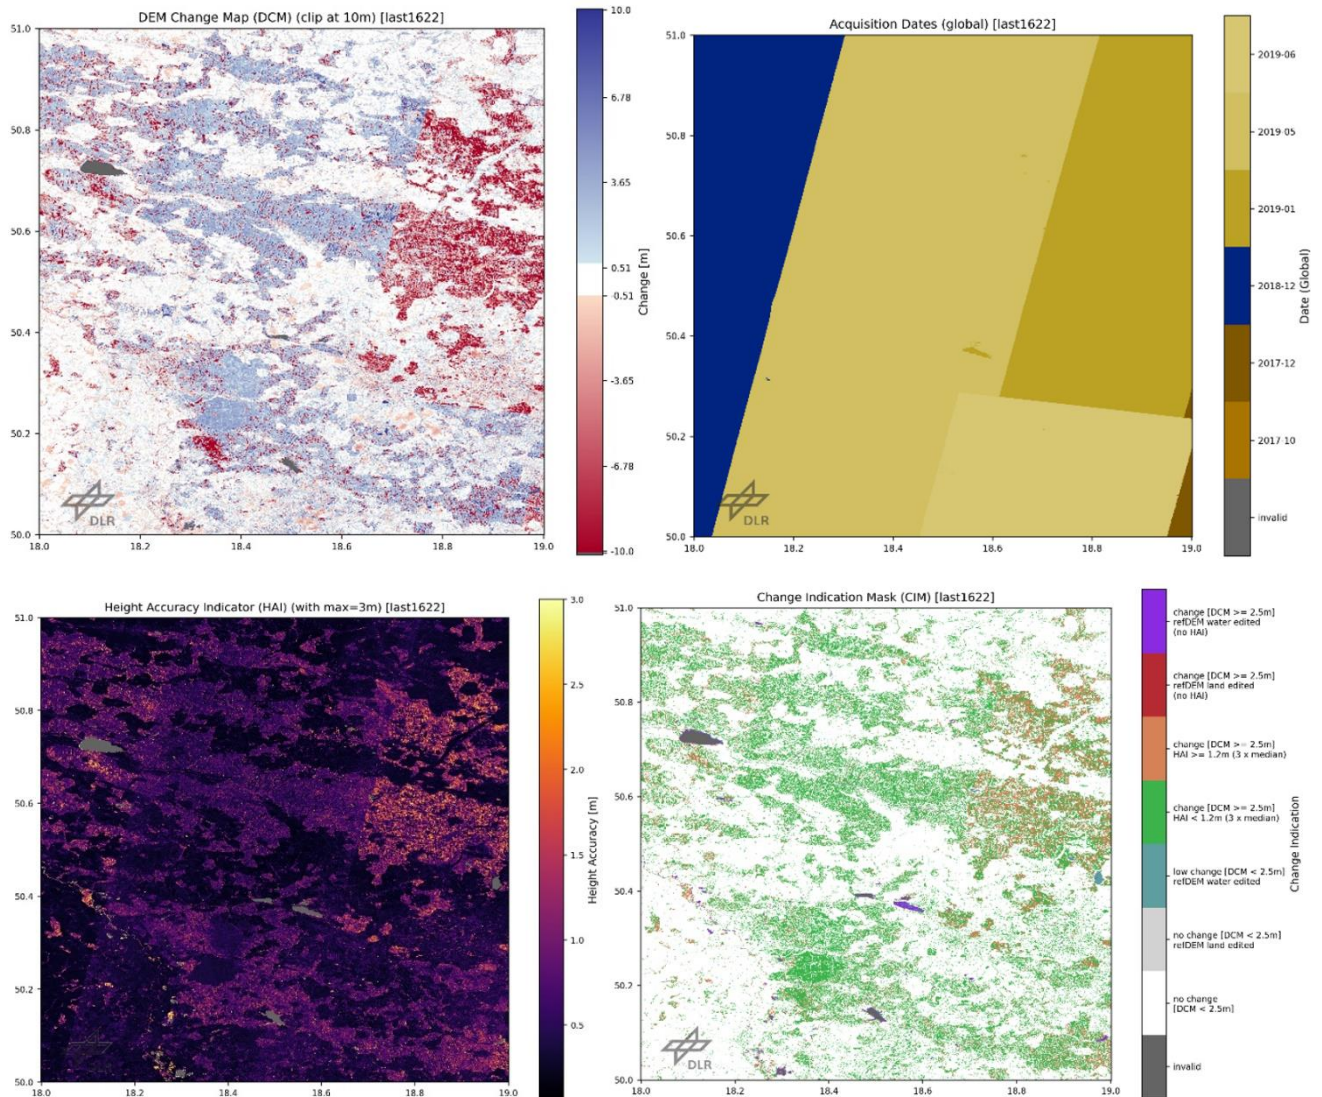 DEM Change Map (DCM) (clip at 10m) [last1622]
51.0
50.8
50.6
50.4
50.2
50.0
18.0
18.2
18.4
18.6
18.8
19.0
DLR
10.0
6.78
3.65
0.51
-0.51
-3.65
-6.78
-10.0
Change [m]
Acquisition Dates (global) [last1622]
51.0
50.8
50.6
50.4
50.2
50.0
18.0
18.2
18.4
18.6
18.8
19.0
DLR
2019-06
2019-05
2019-01
2018-12
2017-12
2017-10
invalid
Date (Global)
Height Accuracy Indicator (HAI) (with max=3m) [last1622]
51.0
50.8
50.6
50.4
50.2
50.0
18.0
18.2
18.4
18.6
18.8
19.0
3.0
2.5
2.0
1.5
1.0
0.5
Height Accuracy [m]
Change Indication Mask (CIM) [last1622]
51.0
50.8
50.6
50.4
50.2
50.0
18.0
18.2
18.4
18.6
18.8
19.0
DLR
change [DCM >= 2.5m]
refDEM water edited
(no HAI)
change [DCM >= 2.5m]
refDEM land edited
(no HAI)
change [DCM >= 2.5m]
HAI >= 1.2m (3 x median)
change [DCM >= 2.5m]
HAI < 1.2m (3 x median)
low change [DCM < 2.5m]
refDEM water edited
no change [DCM < 2.5m]
refDEM land edited
no change
[DCM < 2.5m]
invalid
Change Indication